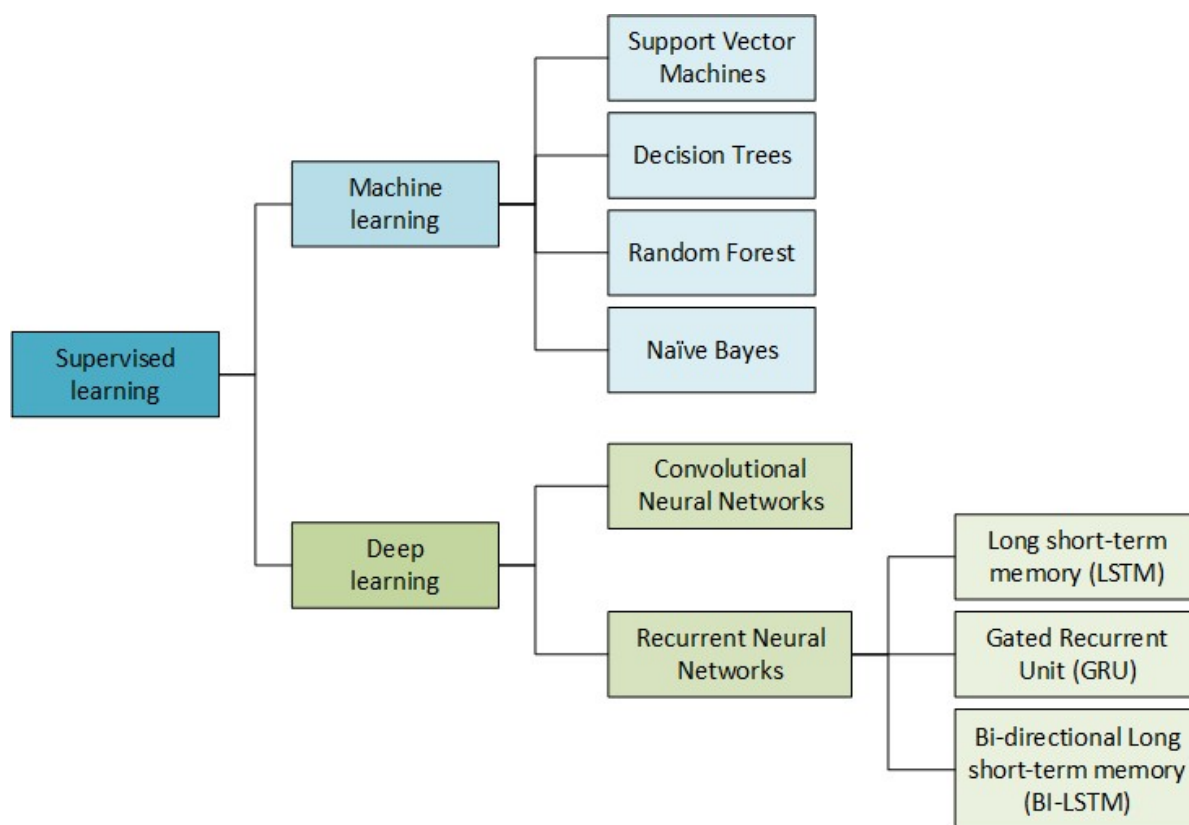 Supervised
learning
Machine
learning
Support Vector
Machines
Decision Trees
Random Forest
Naïve Bayes
Deep
learning
Convolutional
Neural Networks
Recurrent Neural
Networks
Long short-term
memory (LSTM)
Gated Recurrent
Unit (GRU)
Bi-directional Long
short-term memory
(BI-LSTM)